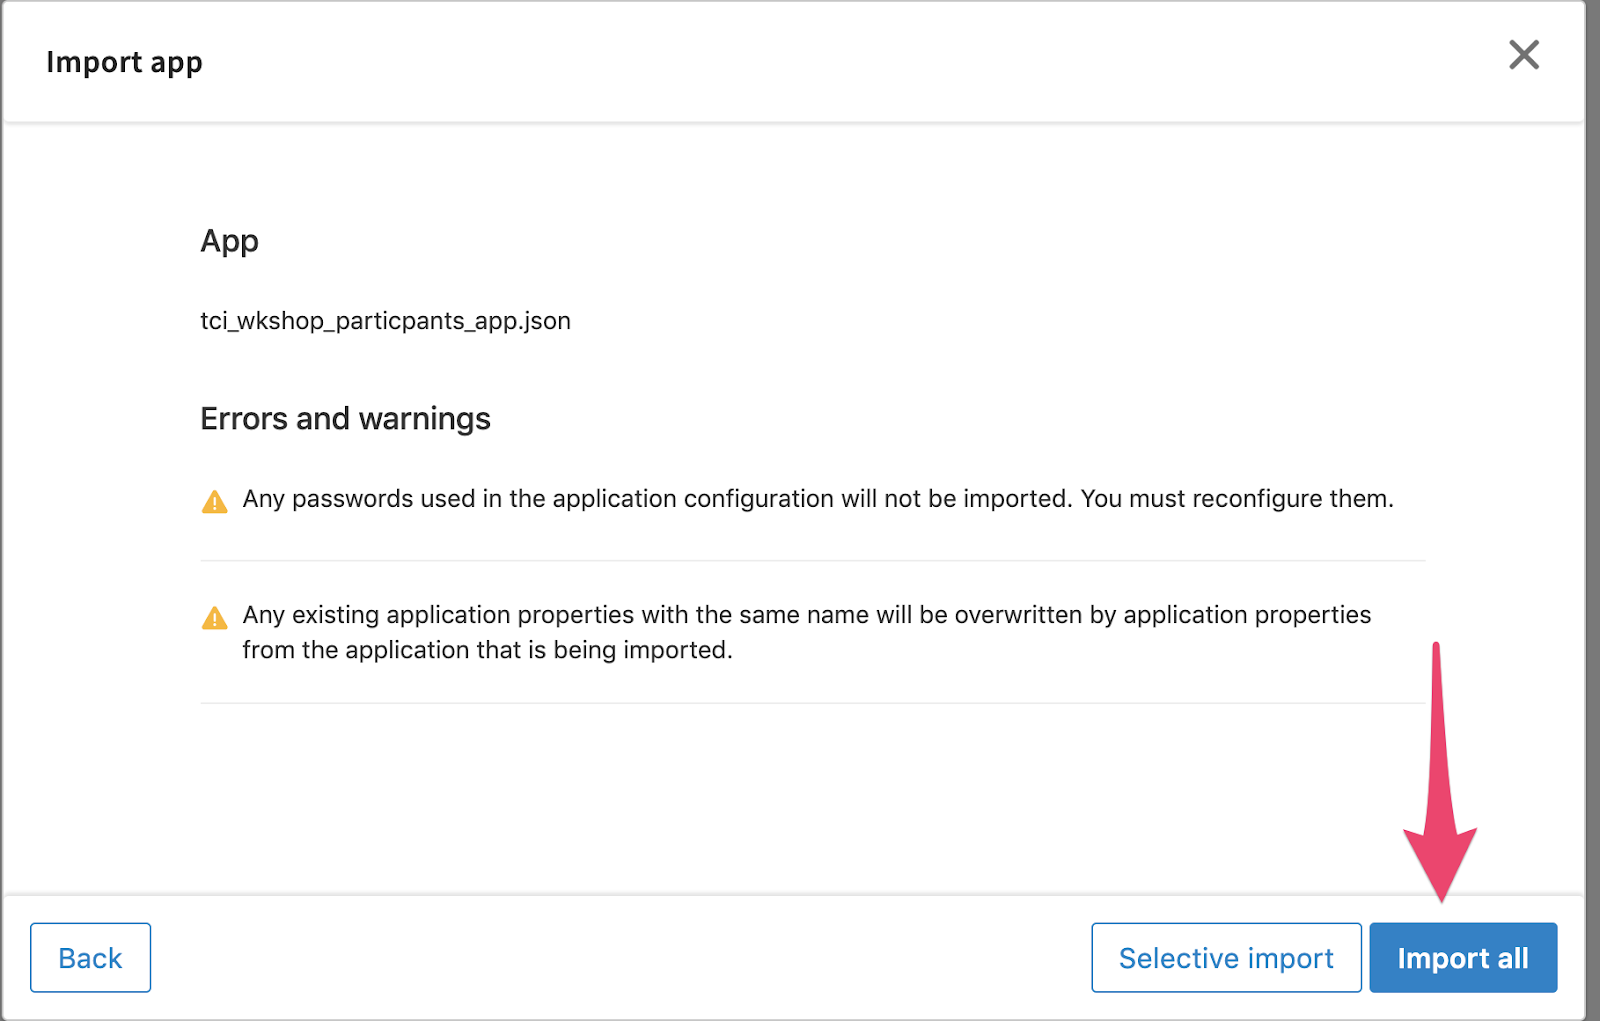 Import app
App
tci_wkshop_particpants_app.json
Errors and warnings
Any passwords used in the application configuration will not be imported. You must reconfigure them.
Any existing application properties with the same name will be overwritten by application properties
from the application that is being imported.
Back
Selective import
Import all